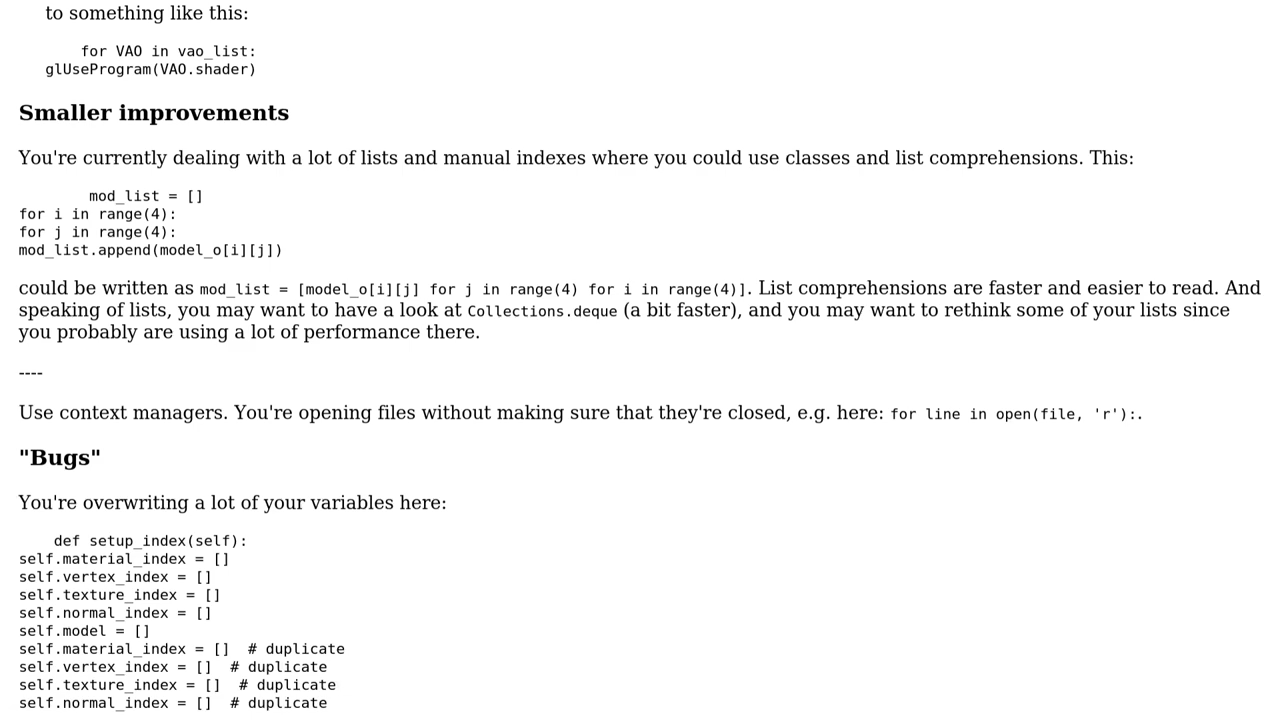 to something like this:
for VAO in vao_list:
glUseProgram(VAO.shader)
Smaller improvements
You're currently dealing with a lot of lists and manual indexes where you could use classes and list comprehensions. This:
mod_list = []
for i in range(4):
for j in range(4):
mod_list.append(model_o[i][j])
could be written as mod_list = [model_o[i][j] for j in range(4) for i in range(4)]. List comprehensions are faster and easier to read. And
speaking of lists, you may want to have a look at Collections.deque (a bit faster), and you may want to rethink some of your lists since
you probably are using a lot of performance there.
----
Use context managers. You're opening files without making sure that they're closed, e.g. here: for line in open(file, 'r'):.
"Bugs"
You're overwriting a lot of your variables here:
def setup_index(self):
self.material_index = []
self.vertex_index = []
self.texture_index = []
self.normal_index = []
self.model = []
self.material_index = []  # duplicate
self.vertex_index = []  # duplicate
self.texture_index = []  # duplicate
self.normal_index = []  # duplicate